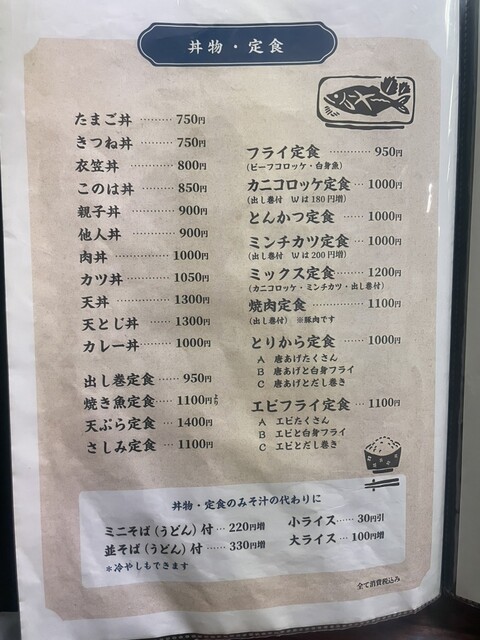 丼物・定食
たまご丼 ……… 750円
きつね丼 ……… 750円
衣笠丼 ……… 800円
このは丼 ……… 850円
親子丼 ……… 900円
他人丼 ……… 900円
肉丼 ……… 1000円
カツ丼 ……… 1050円
天丼 ……… 1300円
天とじ丼 …… 1300円
カレー丼 …… 1000円
出し巻定食 …… 950円
焼き魚定食 …… 1100円より
天ぷら定食 …… 1400円
さしみ定食 …… 1100円
フライ定食 ……… 950円
(ビーフコロッケ・白身魚)
カニコロッケ定食 … 1000円
(出し巻付 Wは180円増)
とんかつ定食 …… 1000円
ミンチカツ定食 … 1000円
(出し巻付 Wは200円増)
ミックス定食 …… 1200円
(カニコロッケ・ミンチカツ・出し巻付)
焼肉定食 ……… 1100円
(出し巻付) ※豚肉です
とりから定食 …… 1000円
A 唐あげたくさん
B 唐あげと白身フライ
C 唐あげとだし巻き
エビフライ定食 … 1100円
A エビたくさん
B エビと白身フライ
C エビとだし巻き
丼物・定食のみそ汁の代わりに
ミニそば(うどん)付 … 220円増
並そば(うどん)付 … 330円増
*冷やしもできます
小ライス …… 30円引
大ライス … 100円増
全て消費税込み